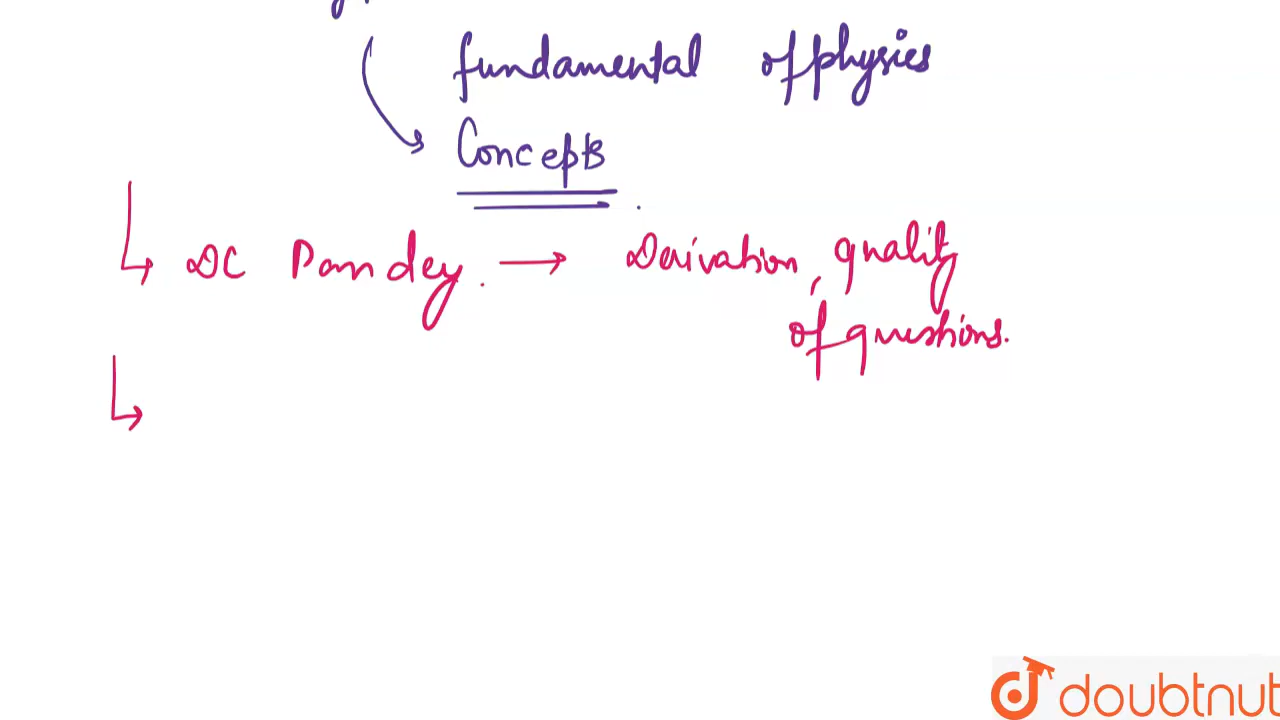 fundamental of physics
Concepts
DC Pandey. → Derivation, quality
of questions.
doubtnut